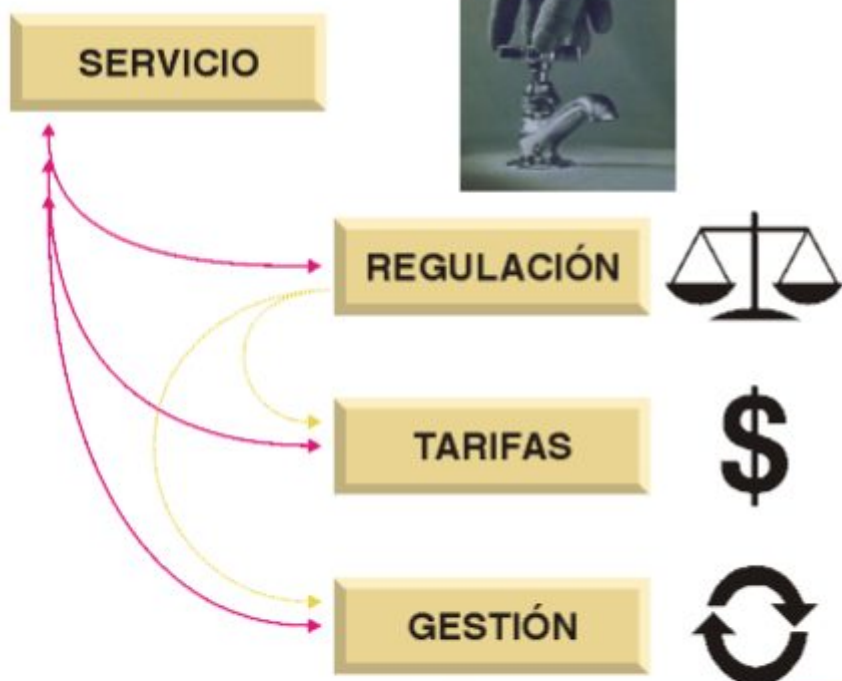 SERVICIO
REGULACIÓN
TARIFAS
$
GESTIÓN